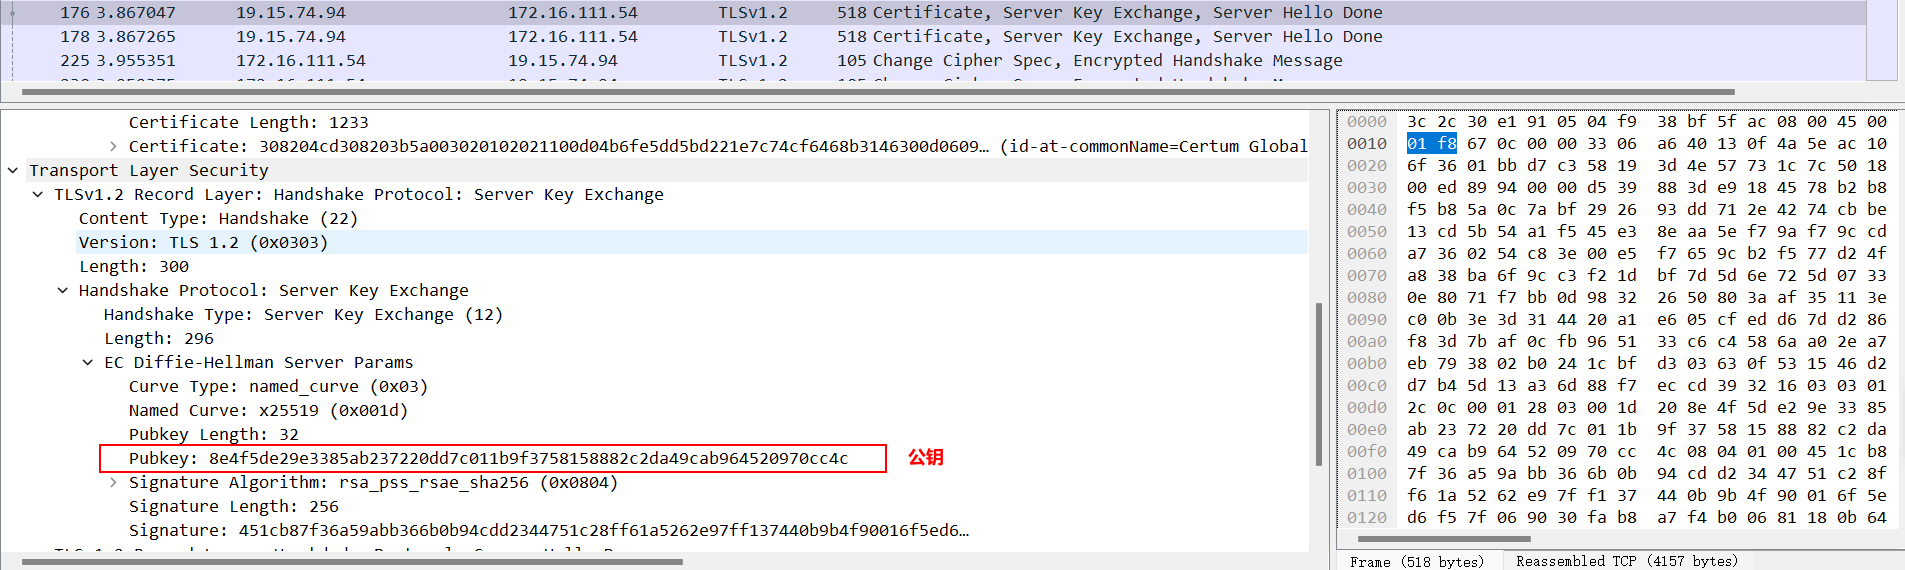 176 3.867047 19.15.74.94 172.16.111.54 TLSv1.2 518 Certificate, Server Key Exchange, Server Hello Done
178 3.867265 19.15.74.94 172.16.111.54 TLSv1.2 518 Certificate, Server Key Exchange, Server Hello Done
225 3.955351 172.16.111.54 19.15.74.94 TLSv1.2 105 Change Cipher Spec, Encrypted Handshake Message
Certificate Length: 1233
Certificate: 308204cd308203b5a003020102021100d04b6fe5dd5bd221e7c74cf6468b3146300d0609… (id-at-commonName=Certum Global
Transport Layer Security
TLSv1.2 Record Layer: Handshake Protocol: Server Key Exchange
Content Type: Handshake (22)
Version: TLS 1.2 (0x0303)
Length: 300
Handshake Protocol: Server Key Exchange
Handshake Type: Server Key Exchange (12)
Length: 296
EC Diffie-Hellman Server Params
Curve Type: named_curve (0x03)
Named Curve: x25519 (0x001d)
Pubkey Length: 32
Pubkey: 8e4f5de29e3385ab237220dd7c011b9f3758158882c2da49cab964520970cc4c 公钥
Signature Algorithm: rsa_pss_rsae_sha256 (0x0804)
Signature Length: 256
Signature: 451cb87f36a59abb366b0b94cdd2344751c28ff61a5262e97ff137440b9b4f90016f5ed6…
0000 3c 2c 30 e1 91 05 04 f9 38 bf 5f ac 08 00 45 00
0010 01 f8 67 0c 00 00 33 06 a6 40 13 0f 4a 5e ac 10
0020 6f 36 01 bb d7 c3 58 19 3d 4e 57 73 1c 7c 50 18
0030 00 ed 89 94 00 00 d5 39 88 3d e9 18 45 78 b2 b8
0040 f5 b8 5a 0c 7a bf 29 26 93 dd 71 2e 42 74 cb be
0050 13 cd 5b 54 a1 f5 45 e3 8e aa 5e f7 9a f7 9c cd
0060 a7 36 02 54 c8 3e 00 e5 f7 65 9c b2 f5 77 d2 4f
0070 a8 38 ba 6f 9c c3 f2 1d bf 7d 5d 6e 72 5d 07 33
0080 0e 80 71 f7 bb 0d 98 32 26 50 80 3a af 35 11 3e
0090 c0 0b 3e 3d 31 44 20 a1 e6 05 cf ed d6 7d d2 86
00a0 f8 3d 7b af 0c fb 96 51 33 c6 c4 58 6a a0 2e a7
00b0 eb 79 38 02 b0 24 1c bf d3 03 63 0f 53 15 46 d2
00c0 d7 b4 5d 13 a3 6d 88 f7 ec cd 39 32 16 03 03 01
00d0 2c 0c 00 01 28 03 00 1d 20 8e 4f 5d e2 9e 33 85
00e0 ab 23 72 20 dd 7c 01 1b 9f 37 58 15 88 82 c2 da
00f0 49 ca b9 64 52 09 70 cc 4c 08 04 01 00 45 1c b8
0100 7f 36 a5 9a bb 36 6b 0b 94 cd d2 34 47 51 c2 8f
0110 f6 1a 52 62 e9 7f f1 37 44 0b 9b 4f 90 01 6f 5e
0120 d6 f5 7f 06 90 30 fa b8 a7 f4 b0 06 81 18 0b 64
Frame (518 bytes) Reassembled TCP (4157 bytes)